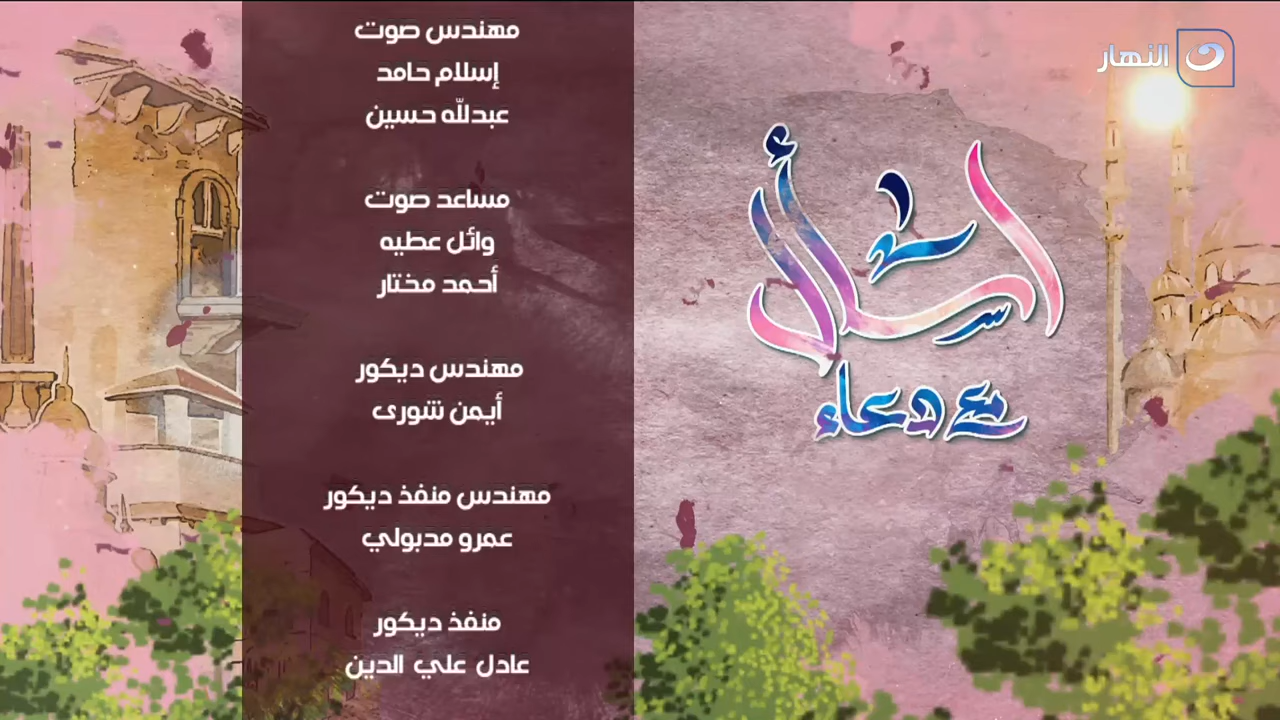 النهار
اسأل
مع دعاء
مهندس صوت
إسلام حامد
عبدلله حسين
مساعد صوت
وائل عطيه
أحمد مختار
مهندس ديكور
أيمن شورى
مهندس منفذ ديكور
عمرو مدبولي
منفذ ديكور
عادل علي الدين